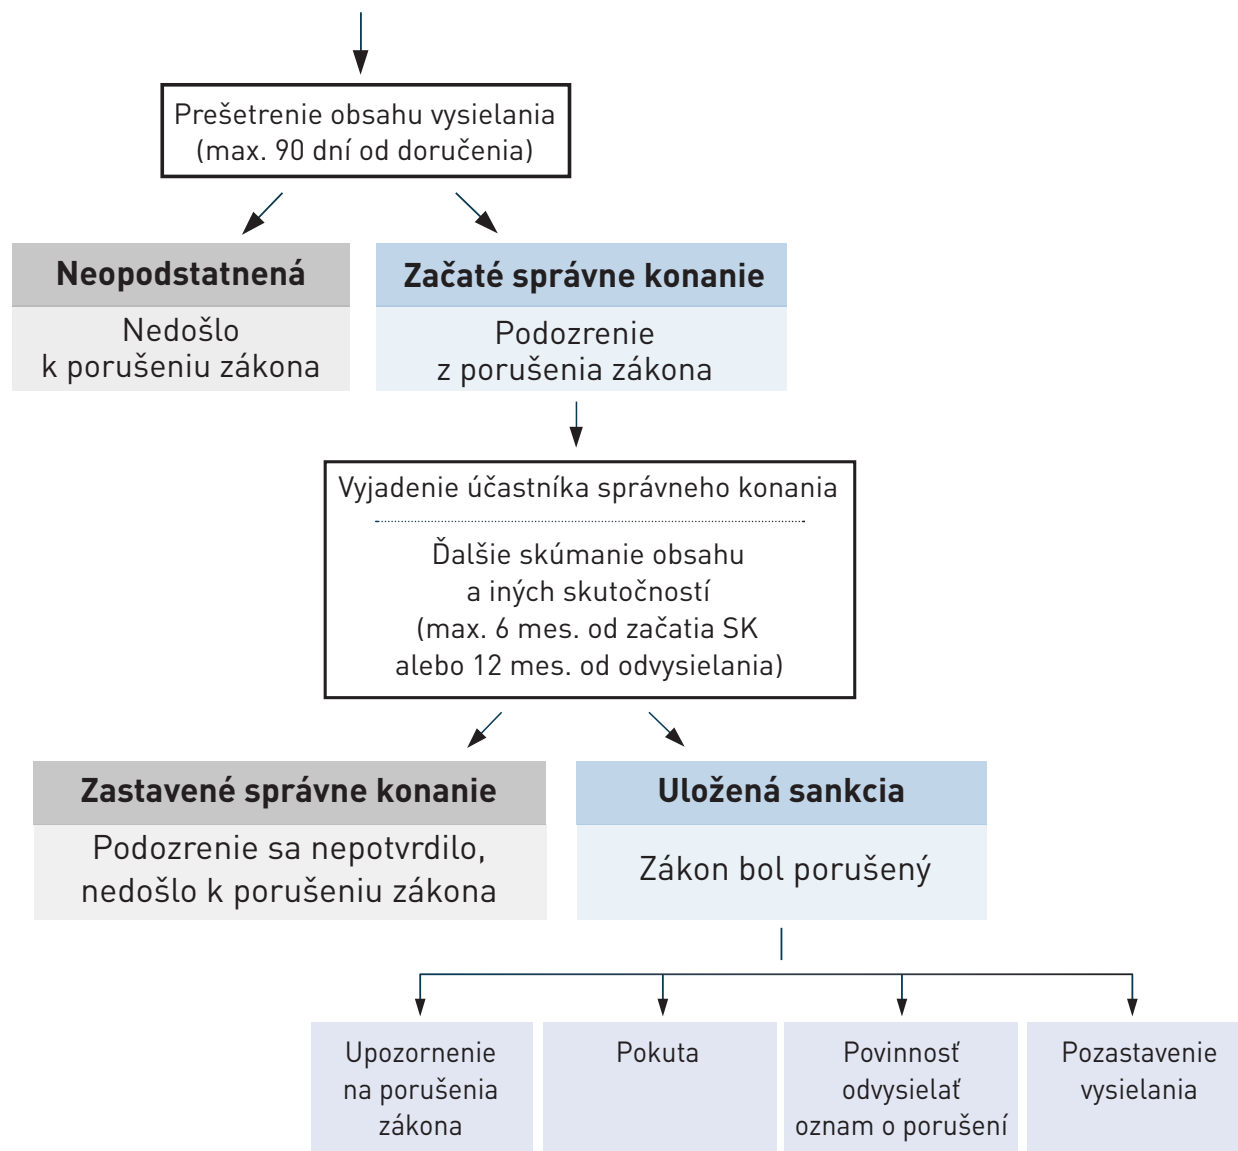 Prešetrenie obsahu vysielania
(max. 90 dní od doručenia)
Neopodstatnená
Nedošlo
k porušeniu zákona
Začaté správne konanie
Podozrenie
z porušenia zákona
Vyjadenie účastníka správneho konania
Ďalšie skúmanie obsahu
a iných skutočností
(max. 6 mes. od začatia SK
alebo 12 mes. od odvysielania)
Zastavené správne konanie
Podozrenie sa nepotvrdilo,
nedošlo k porušeniu zákona
Uložená sankcia
Zákon bol porušený
Upozornenie
na porušenia
zákona
Pokuta
Povinnosť
odvysielať
oznam o porušení
Pozastavenie
vysielania